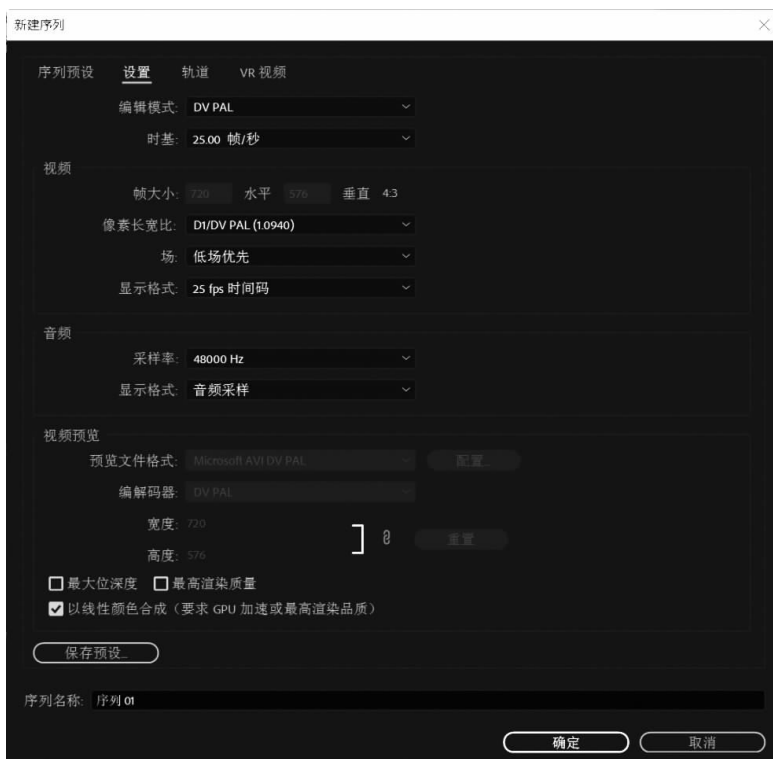 新建序列
序列预设 设置 轨道 VR 视频
编辑模式: DV PAL
时基: 25.00 帧/秒
视频
帧大小: 720 水平 576 垂直 4:3
像素长宽比: D1/DV PAL (1.0940)
场: 低场优先
显示格式: 25 fps 时间码
音频
采样率: 48000 Hz
显示格式: 音频采样
视频预览
预览文件格式: Microsoft AVI DV PAL 配置...
编解码器: DV PAL
宽度: 720
高度: 576
重置
最大位深度 最高渲染质量
以线性颜色合成（要求 GPU 加速或最高渲染品质）
保存预设...
序列名称: 序列 01
确定 取消